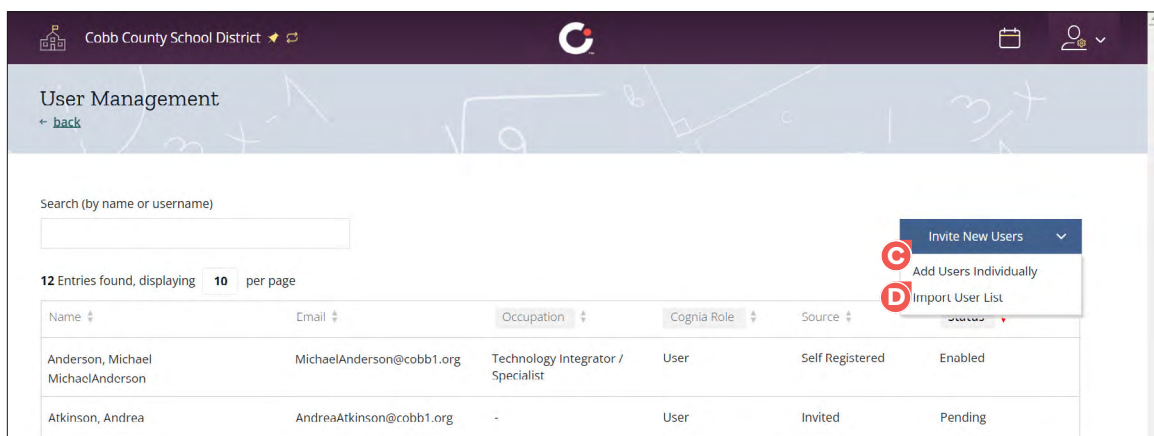 Cobb County School District
User Management
← back
Search (by name or username)
Invite New Users
C
Add Users Individually
12 Entries found, displaying 10 per page
D
Import User List
Name Email Occupation Cognia Role Source Status
Anderson, Michael MichaelAnderson@cobb1.org Technology Integrator / User Self Registered Enabled
MichaelAnderson Specialist
Atkinson, Andrea AndreaAtkinson@cobb1.org - User Invited Pending